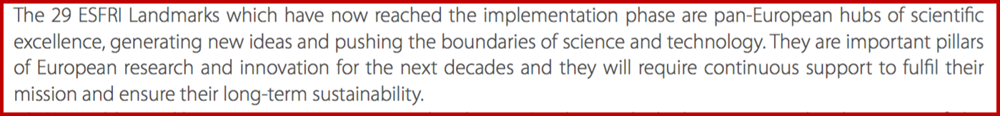 The 29 ESFRI Landmarks which have now reached the implementation phase are pan-European hubs of scientific
excellence, generating new ideas and pushing the boundaries of science and technology. They are important pillars
of European research and innovation for the next decades and they will require continuous support to fulfil their
mission and ensure their long-term sustainability.